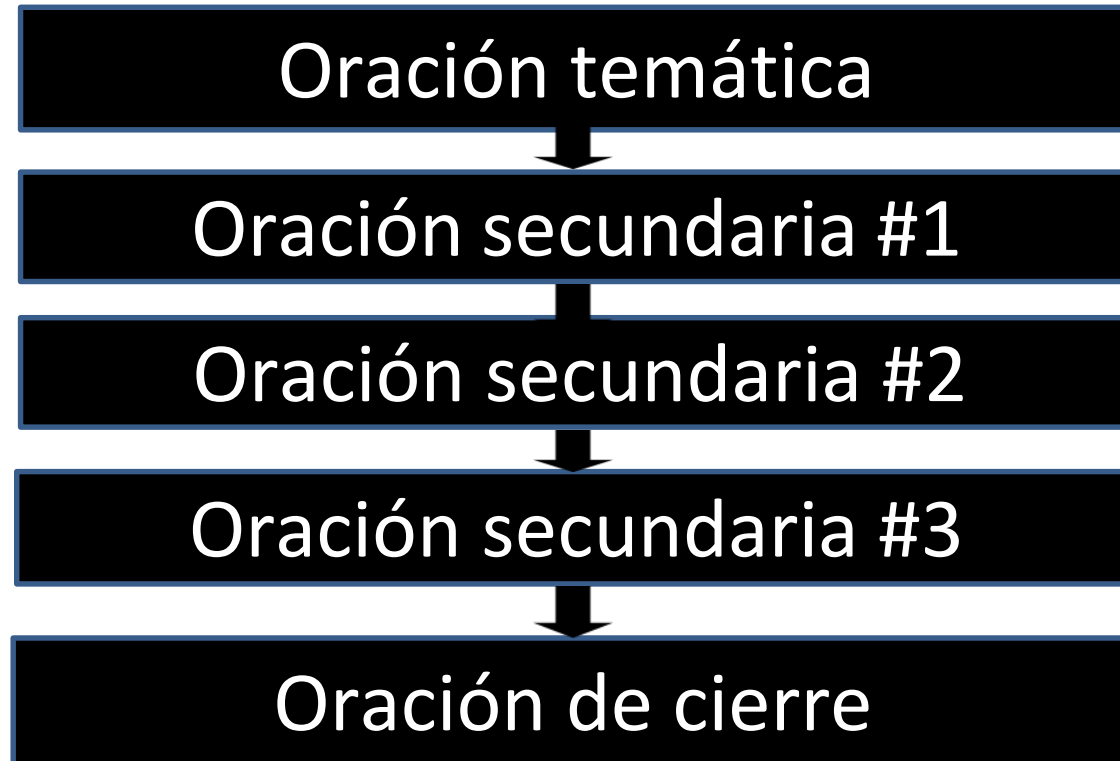 Oración temática
Oración secundaria #1
Oración secundaria #2
Oración secundaria #3
Oración de cierre